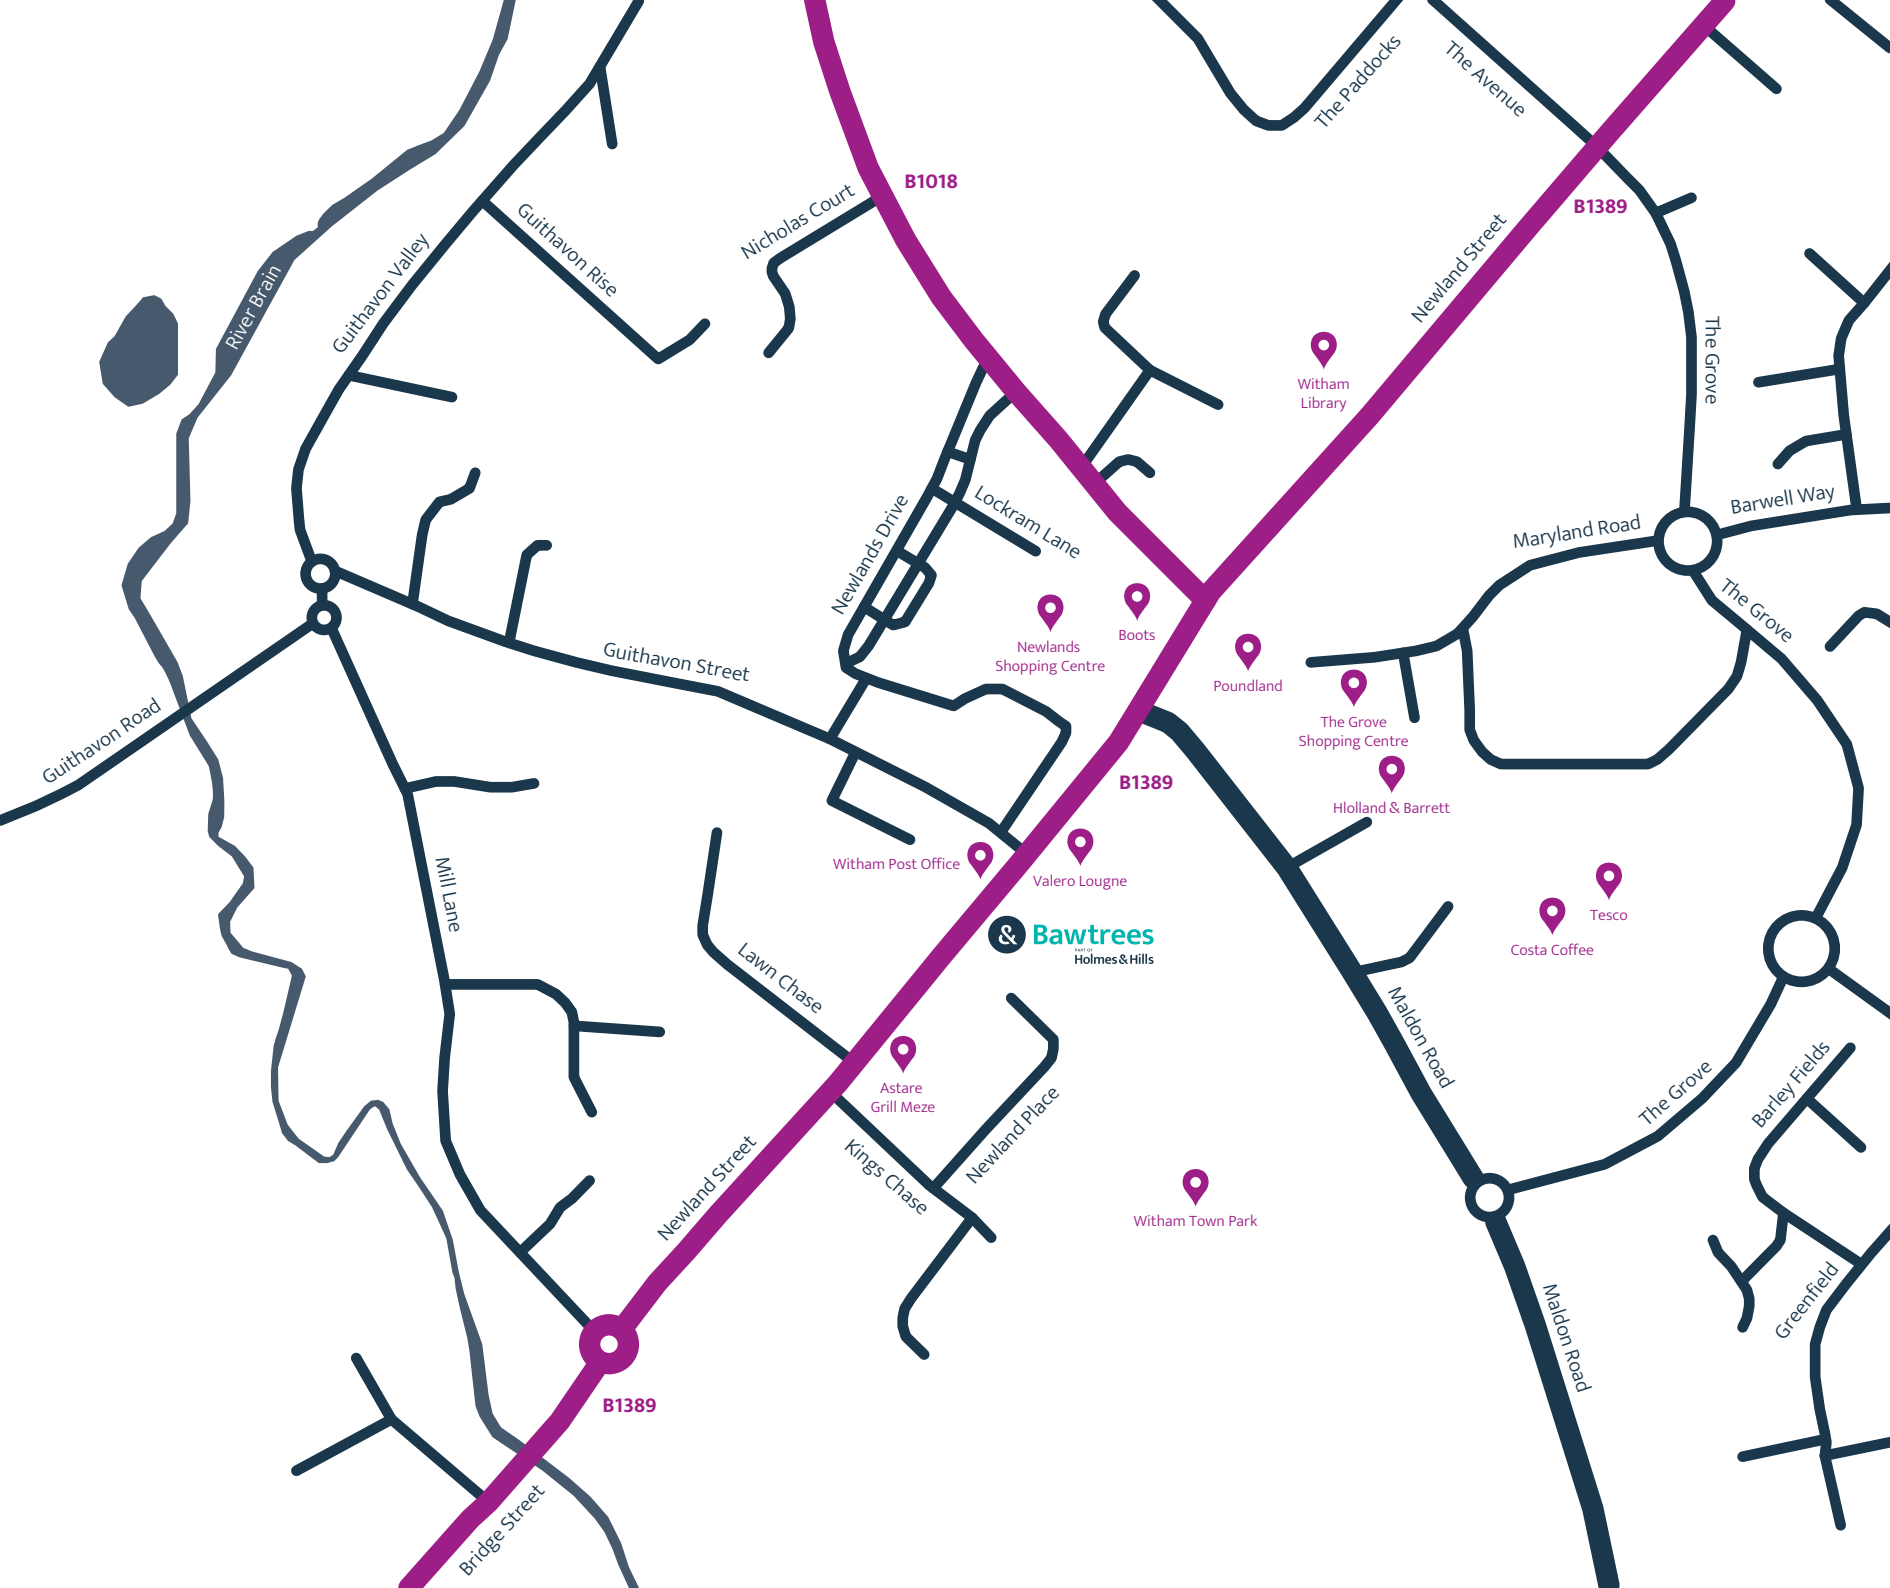 The Paddocks
The Avenue
B1018
B1389
Nicholas Court
Guithavon Rise
Guithavon Valley
River Brain
Newland Street
The Grove
Witham
Library
Barwell Way
Maryland Road
Lockram Lane
Newlands Drive
The Grove
Boots
Newlands
Shopping Centre
Guithavon Street
Poundland
The Grove
Shopping Centre
Guithavon Road
B1389
Hlolland & Barrett
Witham Post Office
Valero Lougne
Mill Lane
Tesco
Costa Coffee
& Bawtrees
PART OF
Holmes & Hills
Lawn Chase
Maldon Road
Astare
Grill Meze
Newland Place
The Grove
Barley Fields
Kings Chase
Newland Street
Witham Town Park
Greenfield
Maldon Road
B1389
Bridge Street